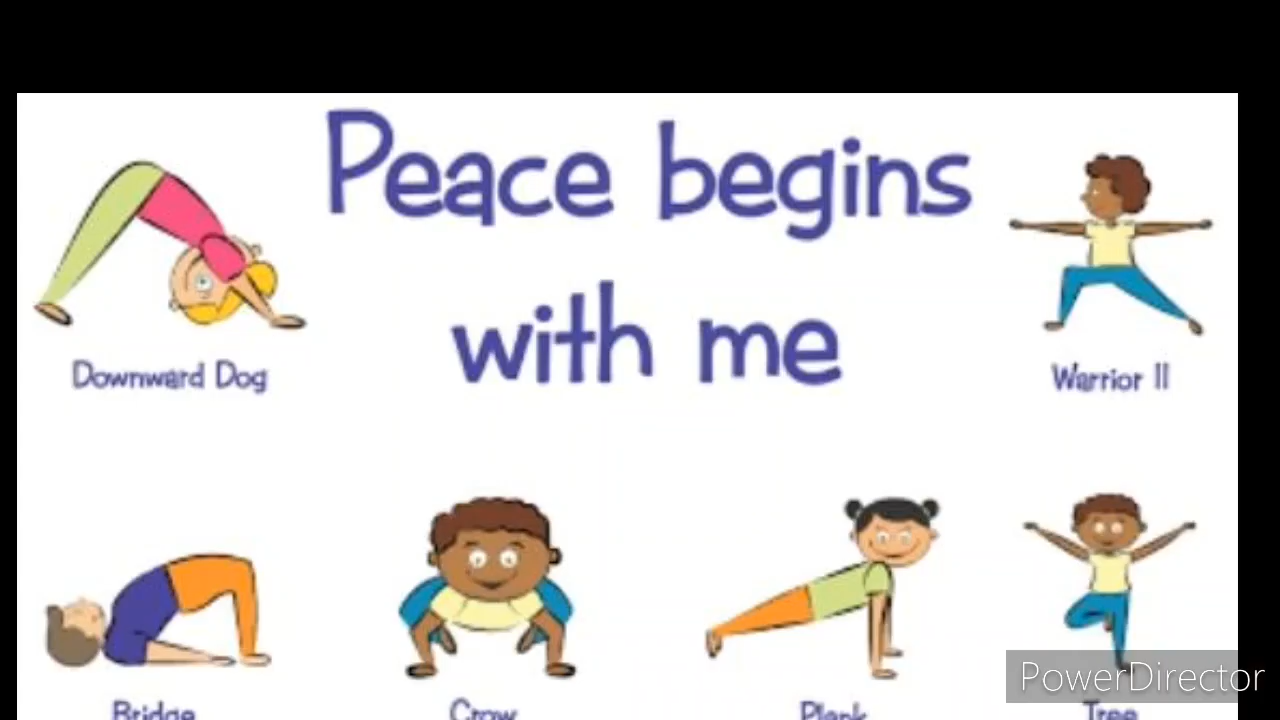 Peace begins
with me
Downward Dog
Warrior II
Bridge
Crow
Plank
Tree
PowerDirector